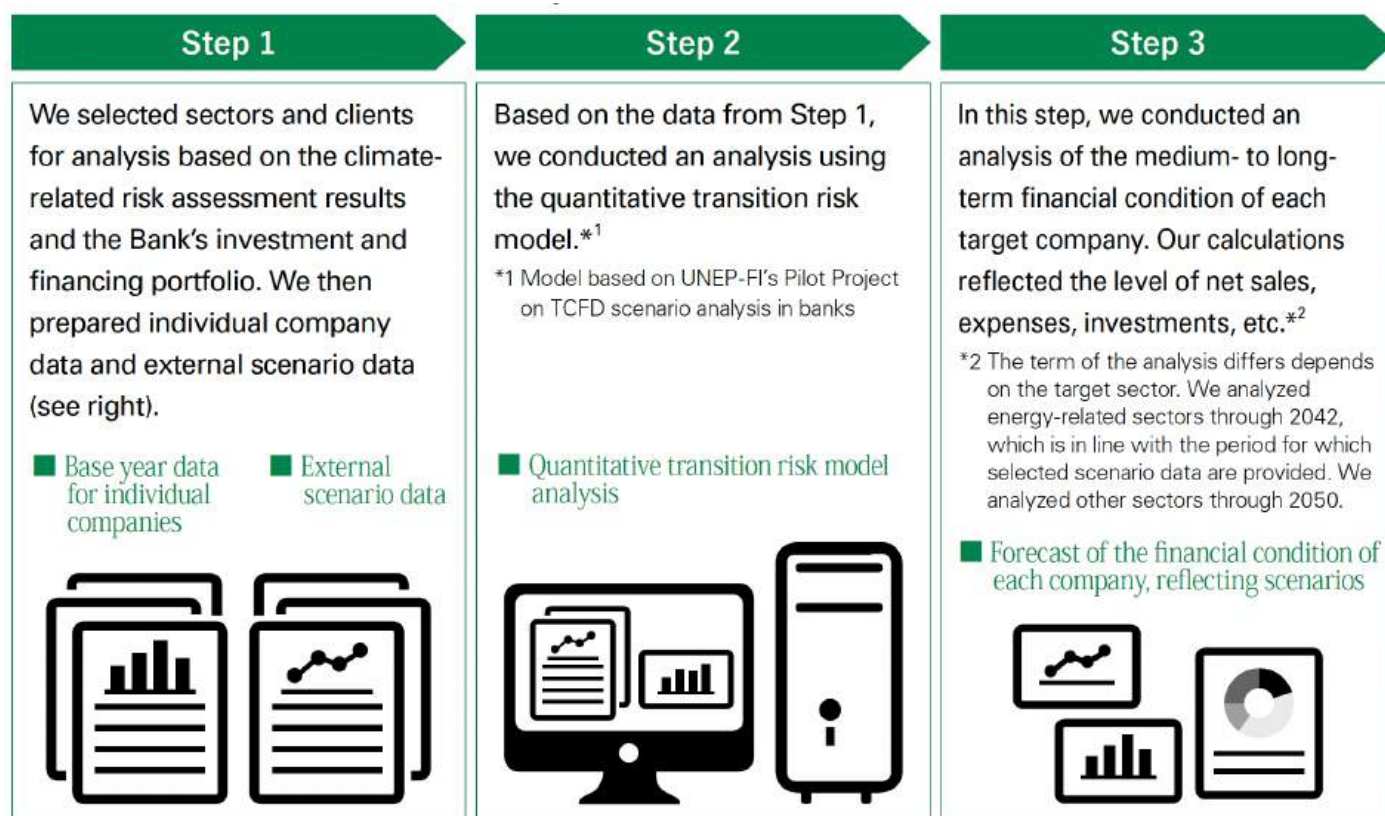 Step 1
We selected sectors and clients
for analysis based on the climate-
related risk assessment results
and the Bank's investment and
financing portfolio. We then
prepared individual company
data and external scenario data
(see right).
■ Base year data
for individual
companies
■ External
scenario data
Step 2
Based on the data from Step 1,
we conducted an analysis using
the quantitative transition risk
model.*1
*1 Model based on UNEP-FI's Pilot Project
on TCFD scenario analysis in banks
■ Quantitative transition risk model
analysis
Step 3
In this step, we conducted an
analysis of the medium- to long-
term financial condition of each
target company. Our calculations
reflected the level of net sales,
expenses, investments, etc.*2
*2 The term of the analysis differs depends
on the target sector. We analyzed
energy-related sectors through 2042,
which is in line with the period for which
selected scenario data are provided. We
analyzed other sectors through 2050.
■ Forecast of the financial condition of
each company, reflecting scenarios